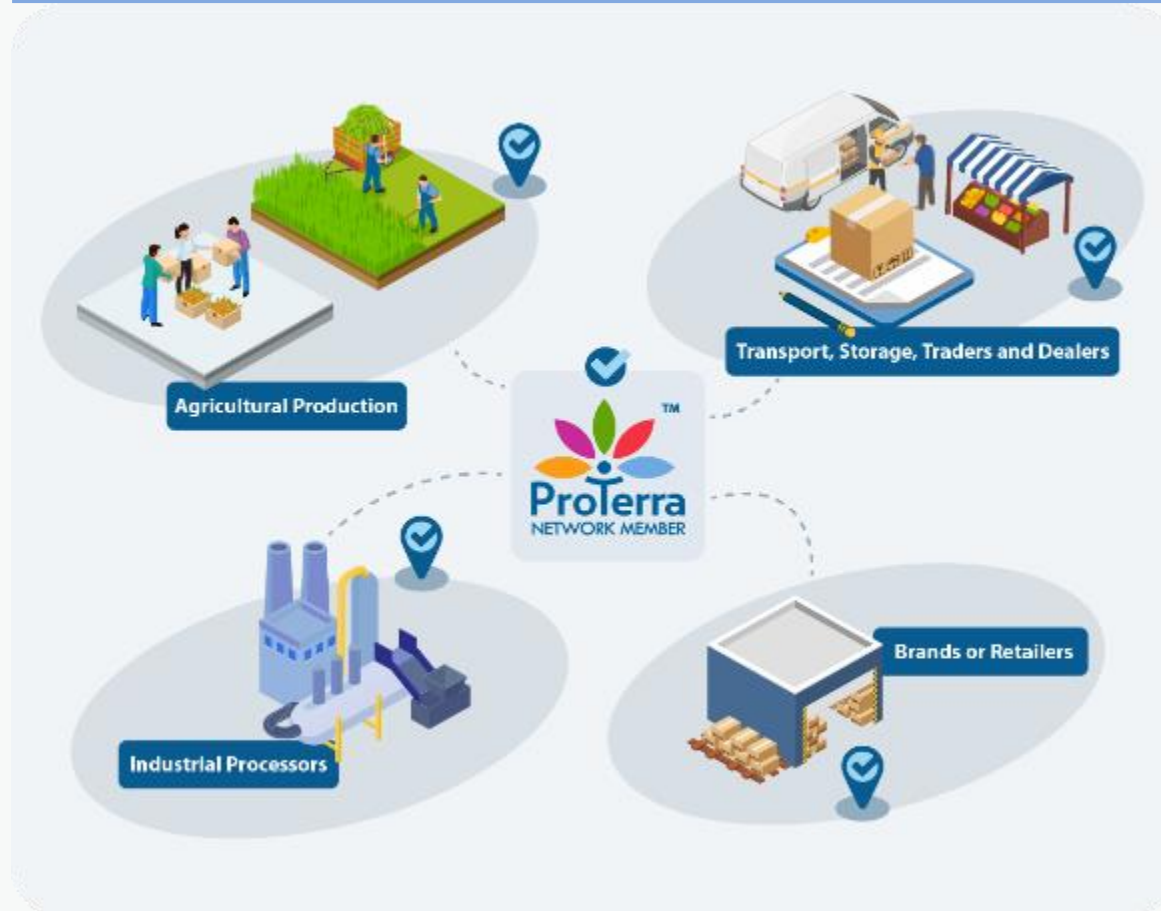 Agricultural Production
Transport, Storage, Traders and Dealers
TM
ProTerra
NETWORK MEMBER
Industrial Processors
Brands or Retailers